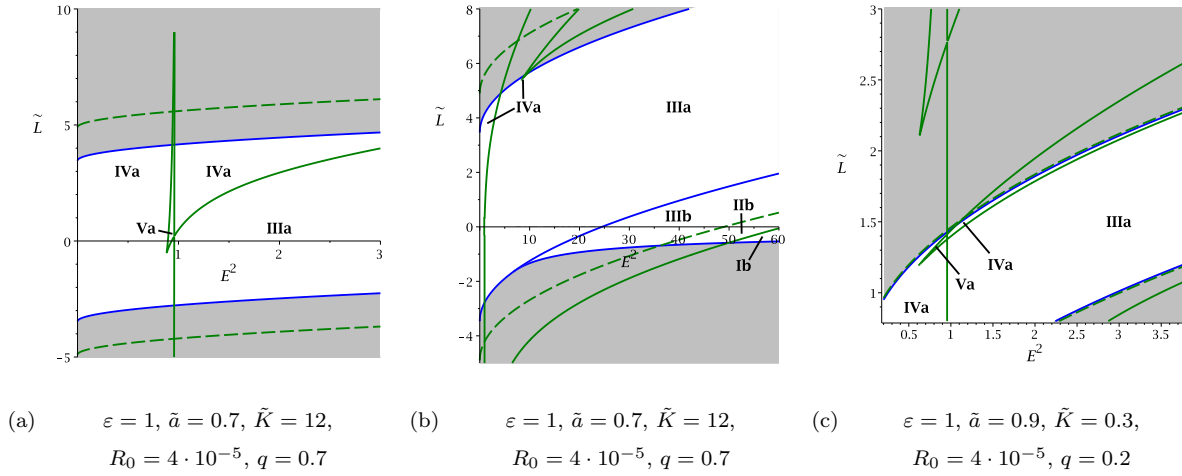 10
5
0
-5
L̃
IVa
IVa
Va
IIIa
1
2
3
E²
8
6
4
2
0
-2
-4
L̃
IVa
IIIa
IIIb
IIb
Ib
10
20
30
40
50
60
E²
3
2.5
2
1.5
1
L̃
IIIa
IVa
Va
IVa
0.5
1
1.5
2
2.5
3
3.5
E²
(a) ε = 1, ã = 0.7, K̃ = 12,
R₀ = 4 · 10⁻⁵, q = 0.7
(b) ε = 1, ã = 0.7, K̃ = 12,
R₀ = 4 · 10⁻⁵, q = 0.7
(c) ε = 1, ã = 0.9, K̃ = 0.3,
R₀ = 4 · 10⁻⁵, q = 0.2